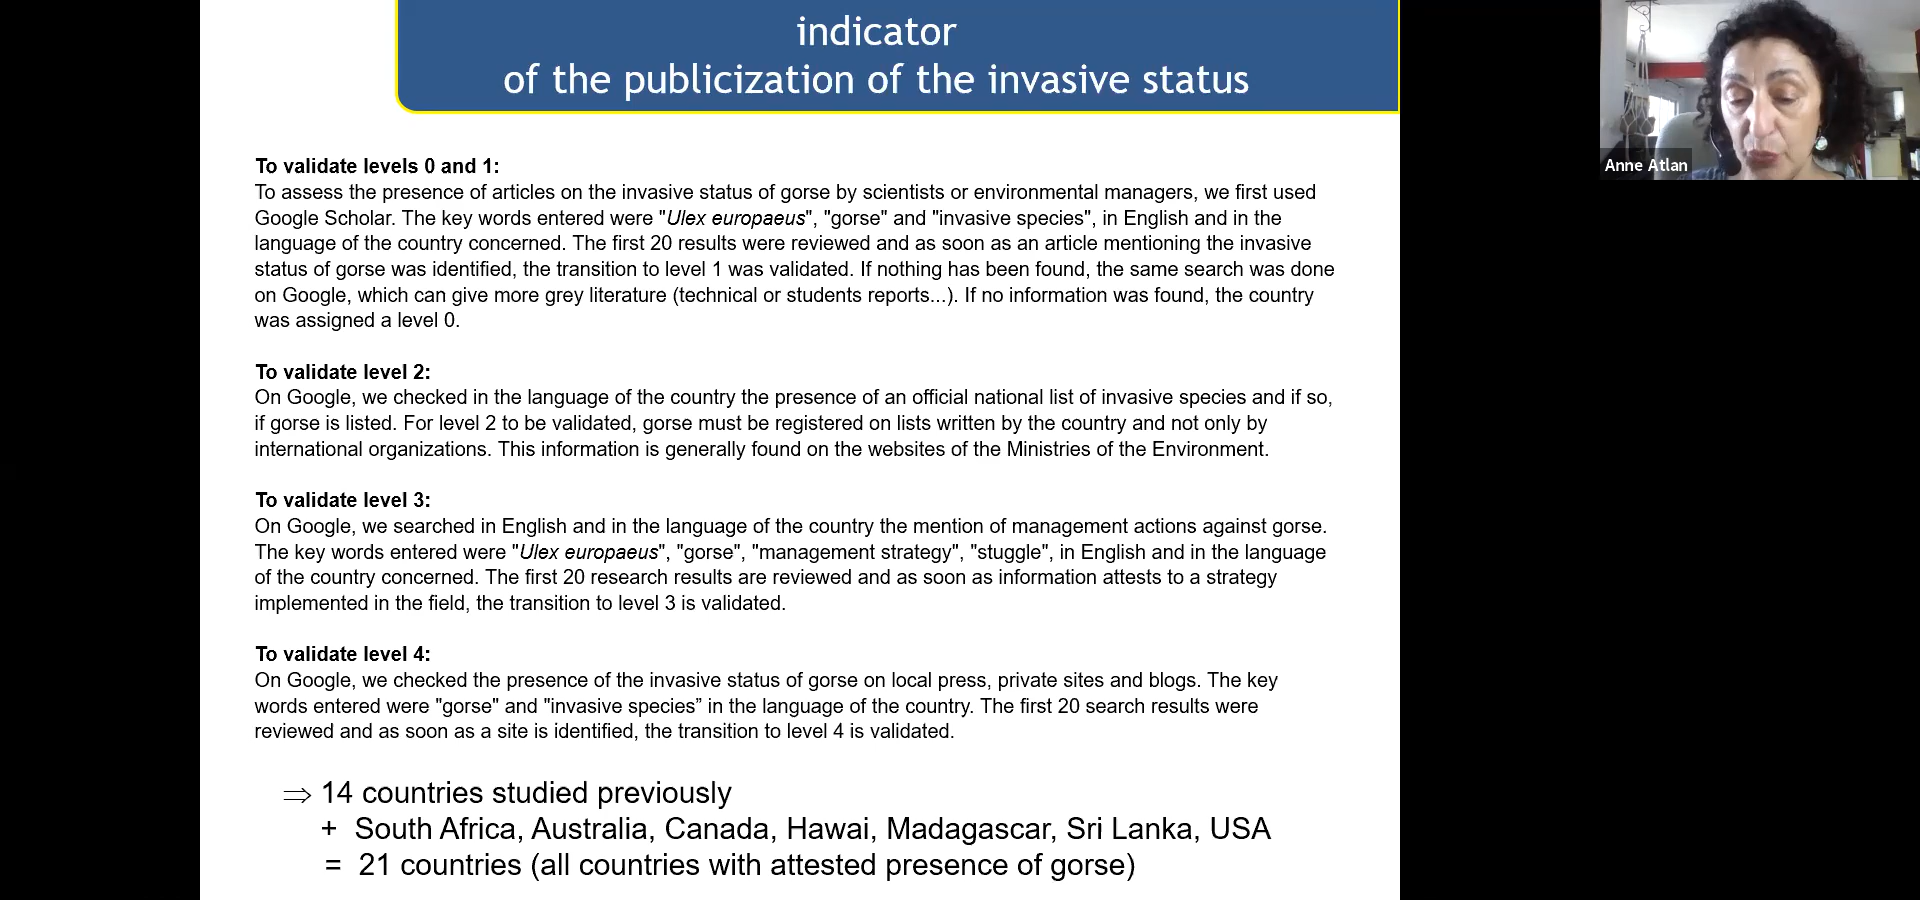 indicator
of the publicization of the invasive status
Anne Atlan
To validate levels 0 and 1:
To assess the presence of articles on the invasive status of gorse by scientists or environmental managers, we first used
Google Scholar. The key words entered were "Ulex europaeus", "gorse" and "invasive species", in English and in the
language of the country concerned. The first 20 results were reviewed and as soon as an article mentioning the invasive
status of gorse was identified, the transition to level 1 was validated. If nothing has been found, the same search was done
on Google, which can give more grey literature (technical or students reports...). If no information was found, the country
was assigned a level 0.
To validate level 2:
On Google, we checked in the language of the country the presence of an official national list of invasive species and if so,
if gorse is listed. For level 2 to be validated, gorse must be registered on lists written by the country and not only by
international organizations. This information is generally found on the websites of the Ministries of the Environment.
To validate level 3:
On Google, we searched in English and in the language of the country the mention of management actions against gorse.
The key words entered were "Ulex europaeus", "gorse", "management strategy", "stuggle", in English and in the language
of the country concerned. The first 20 research results are reviewed and as soon as information attests to a strategy
implemented in the field, the transition to level 3 is validated.
To validate level 4:
On Google, we checked the presence of the invasive status of gorse on local press, private sites and blogs. The key
words entered were "gorse" and "invasive species” in the language of the country. The first 20 search results were
reviewed and as soon as a site is identified, the transition to level 4 is validated.
⇒ 14 countries studied previously
+ South Africa, Australia, Canada, Hawai, Madagascar, Sri Lanka, USA
= 21 countries (all countries with attested presence of gorse)